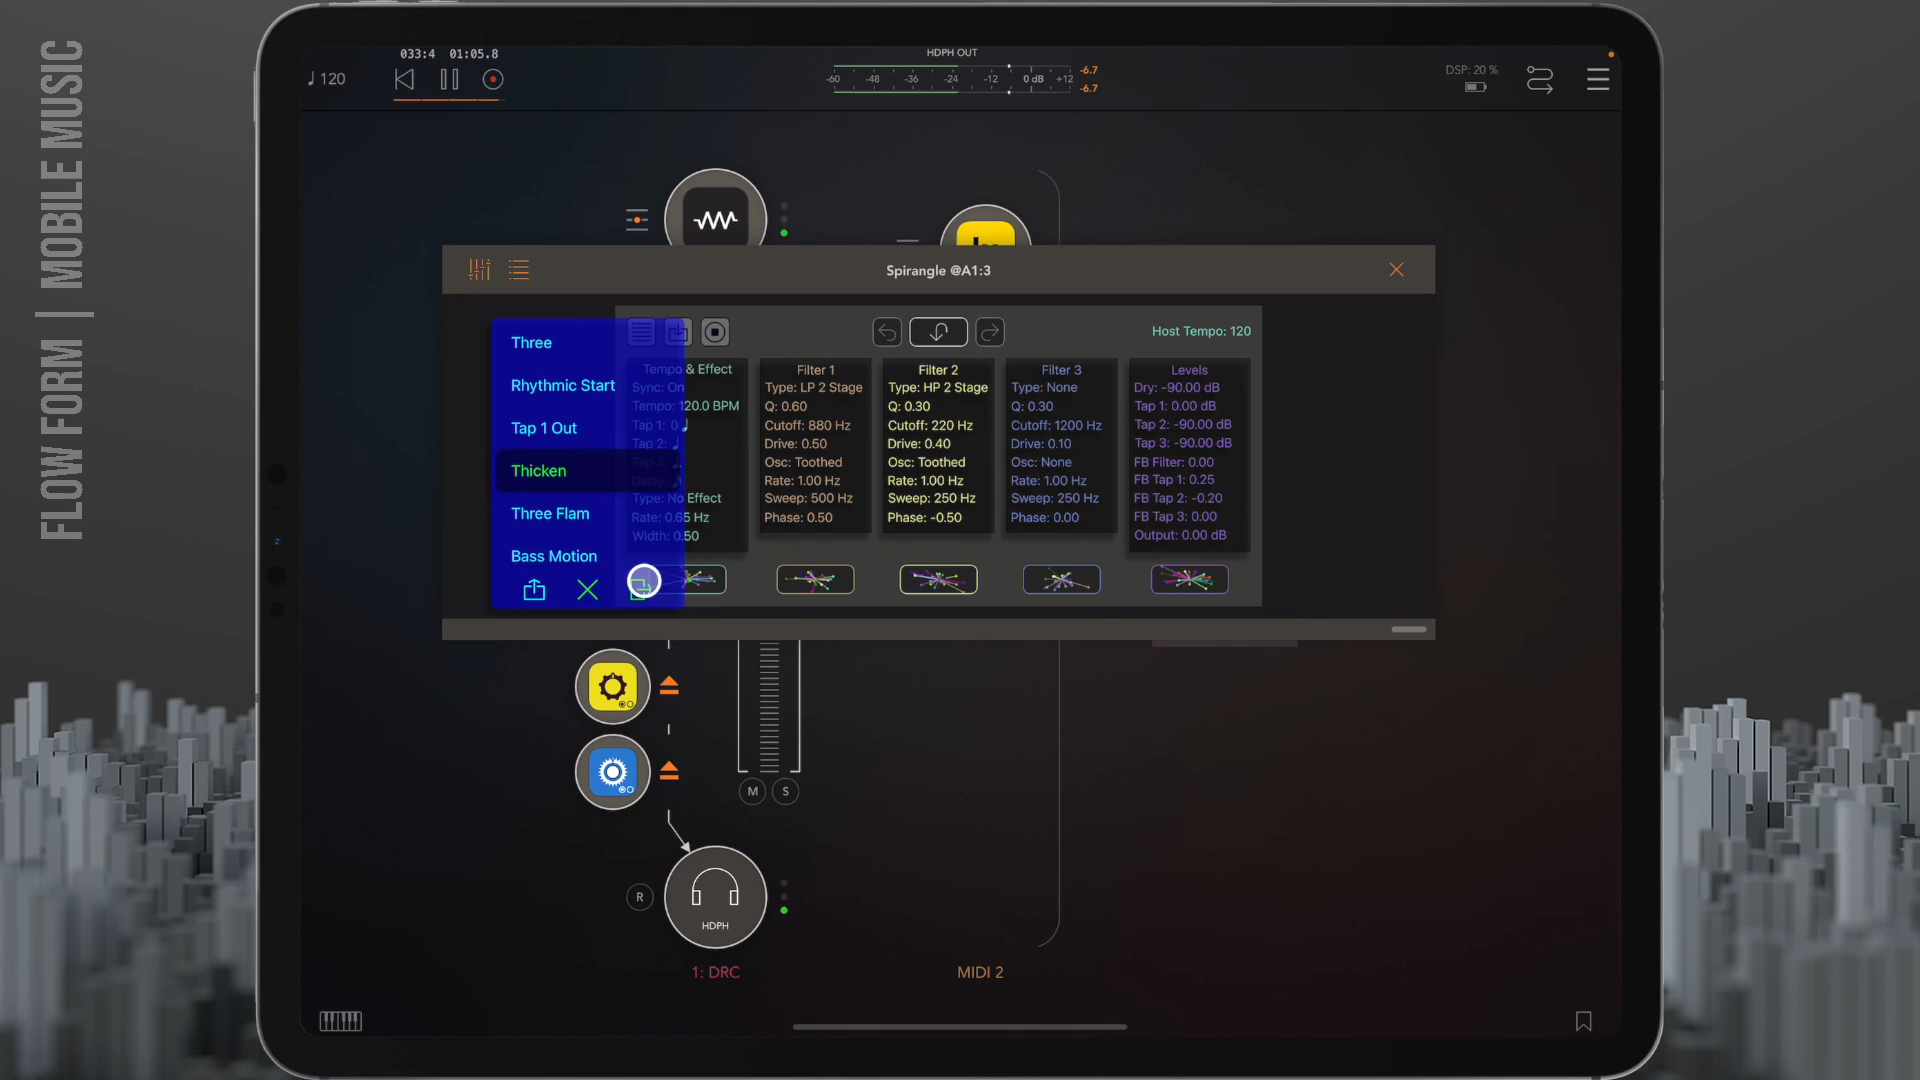 FLOW FORM | MOBILE MUSIC
033:4 01:05.8
120
HDPH OUT
-60 -48 -36 -24 -12 0 dB +12
-6.7
-6.7
DSP: 20 %
Spirangle @A1:3
Three
Rhythmic Start
Tap 1 Out
Thicken
Three Flam
Bass Motion
Host Tempo: 120
Tempo & Effect
Sync: On
Tempo: 120.0 BPM
Tap 1: 0
Tap 2:
Tap 3:
Delay:
Type: No Effect
Rate: 0.65 Hz
Width: 0.50
Filter 1
Type: LP 2 Stage
Q: 0.60
Cutoff: 880 Hz
Drive: 0.50
Osc: Toothed
Rate: 1.00 Hz
Sweep: 500 Hz
Phase: 0.50
Filter 2
Type: HP 2 Stage
Q: 0.30
Cutoff: 220 Hz
Drive: 0.40
Osc: Toothed
Rate: 1.00 Hz
Sweep: 250 Hz
Phase: -0.50
Filter 3
Type: None
Q: 0.30
Cutoff: 1200 Hz
Drive: 0.10
Osc: None
Rate: 1.00 Hz
Sweep: 250 Hz
Phase: 0.00
Levels
Dry: -90.00 dB
Tap 1: 0.00 dB
Tap 2: -90.00 dB
Tap 3: -90.00 dB
FB Filter: 0.00
FB Tap 1: 0.25
FB Tap 2: -0.20
FB Tap 3: 0.00
Output: 0.00 dB
M S
R
HDPH
1: DRC
MIDI 2